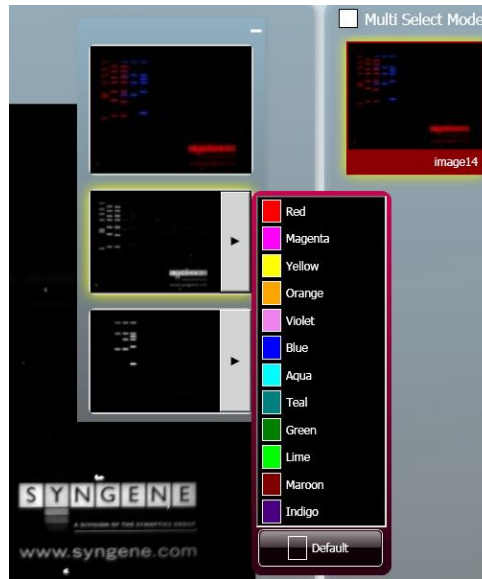 Multi Select Mode
image14
Red
Magenta
Yellow
Orange
Violet
Blue
Aqua
Teal
Green
Lime
Maroon
Indigo
Default
SYNGENE
A DIVISION OF THE SYNOPTICS GROUP
www.syngene.com